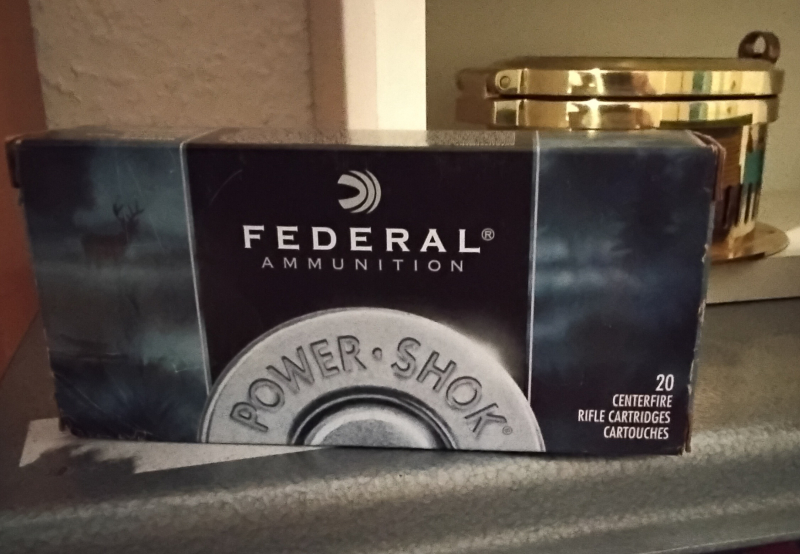 FEDERAL®
AMMUNITION
POWER·SHOK®
20
CENTERFIRE
RIFLE CARTRIDGES
CARTOUCHES